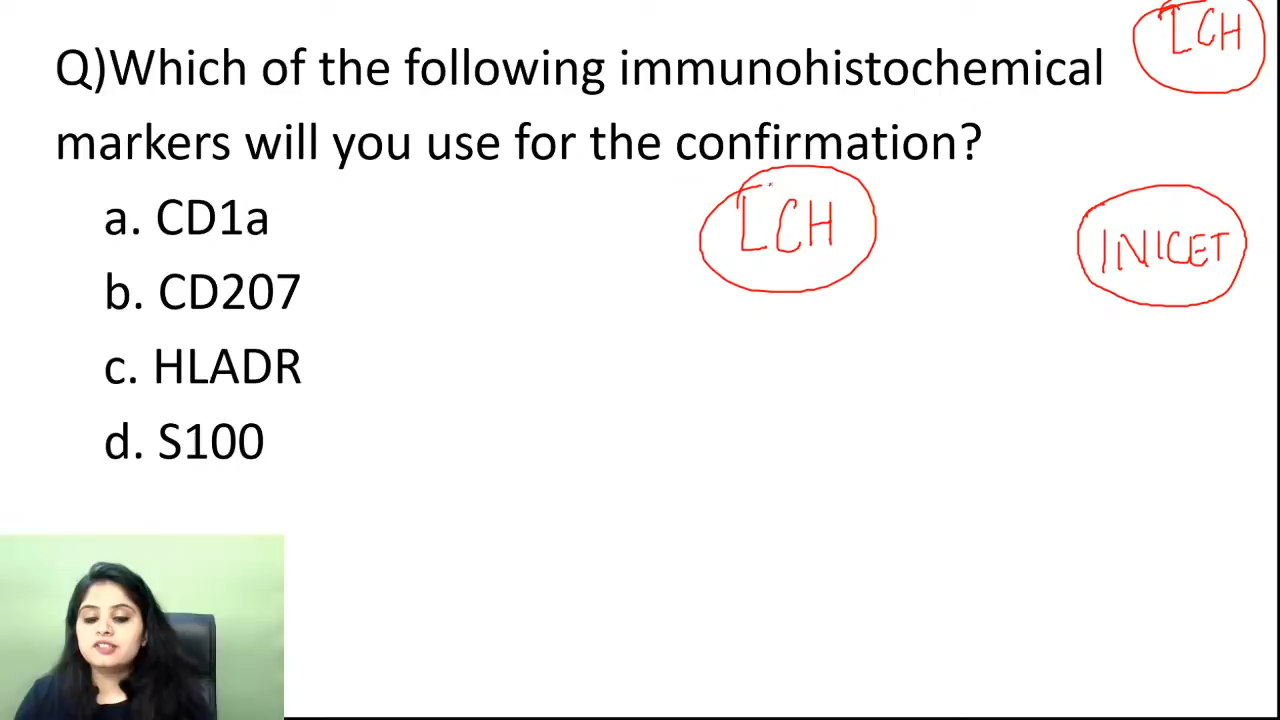 LCH
Q)Which of the following immunohistochemical
markers will you use for the confirmation?
LCH
INICET
a. CD1a
b. CD207
c. HLADR
d. S100